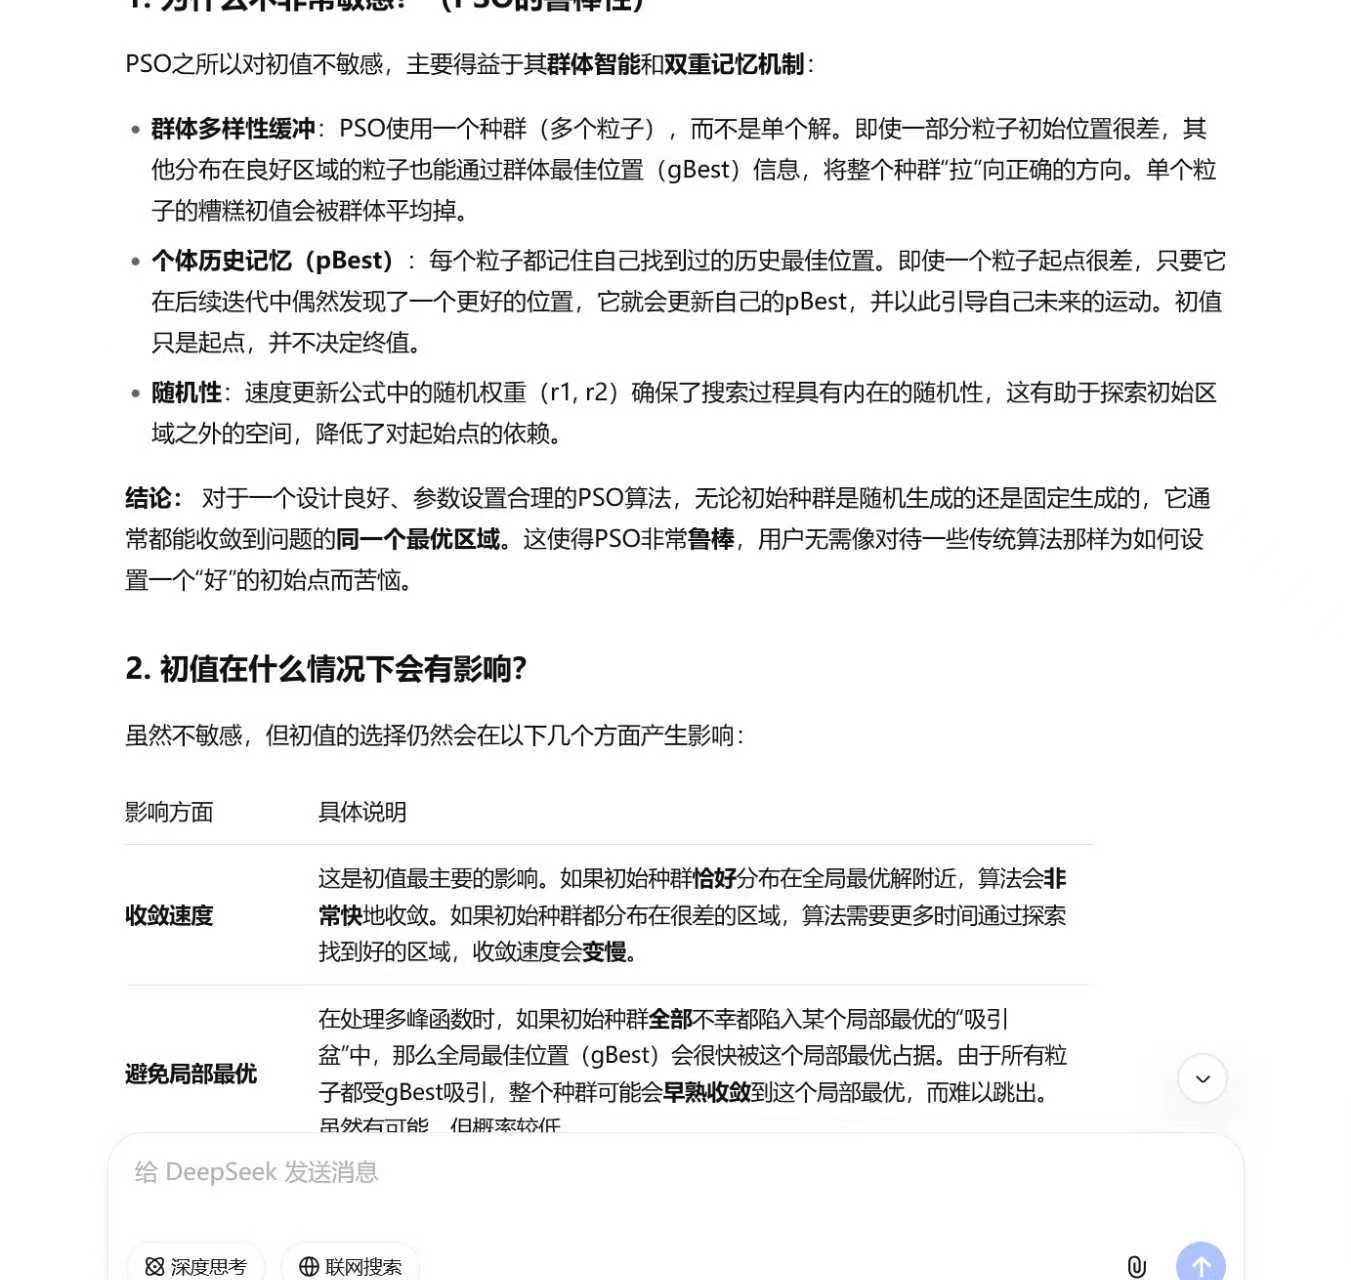 1. 为什么不非常敏感？（PSO的鲁棒性）
PSO之所以对初值不敏感，主要得益于其群体智能和双重记忆机制：
群体多样性缓冲：PSO使用一个种群（多个粒子），而不是单个解。即使一部分粒子初始位置很差，其
他分布在良好区域的粒子也能通过群体最佳位置（gBest）信息，将整个种群“拉”向正确的方向。单个粒
子的糟糕初值会被群体平均掉。
个体历史记忆（pBest）：每个粒子都记住自己找到过的历史最佳位置。即使一个粒子起点很差，只要它
在后续迭代中偶然发现了一个更好的位置，它就会更新自己的pBest，并以此引导自己未来的运动。初值
只是起点，并不决定终值。
随机性：速度更新公式中的随机权重（r1, r2）确保了搜索过程具有内在的随机性，这有助于探索初始区
域之外的空间，降低了对起始点的依赖。
结论： 对于一个设计良好、参数设置合理的PSO算法，无论初始种群是随机生成的还是固定生成的，它通
常都能收敛到问题的同一个最优区域。这使得PSO非常鲁棒，用户无需像对待一些传统算法那样为如何设
置一个“好”的初始点而苦恼。
2. 初值在什么情况下会有影响？
虽然不敏感，但初值的选择仍然会在以下几个方面产生影响：
影响方面 具体说明
收敛速度
这是初值最主要的影响。如果初始种群恰好分布在全局最优解附近，算法会非
常快地收敛。如果初始种群都分布在很差的区域，算法需要更多时间通过探索
找到好的区域，收敛速度会变慢。
避免局部最优
在处理多峰函数时，如果初始种群全部不幸都陷入某个局部最优的“吸引
盆”中，那么全局最佳位置（gBest）会很快被这个局部最优占据。由于所有粒
子都受gBest吸引，整个种群可能会早熟收敛到这个局部最优，而难以跳出。
虽然有可能，但概率较低
给 DeepSeek 发送消息
深度思考 联网搜索